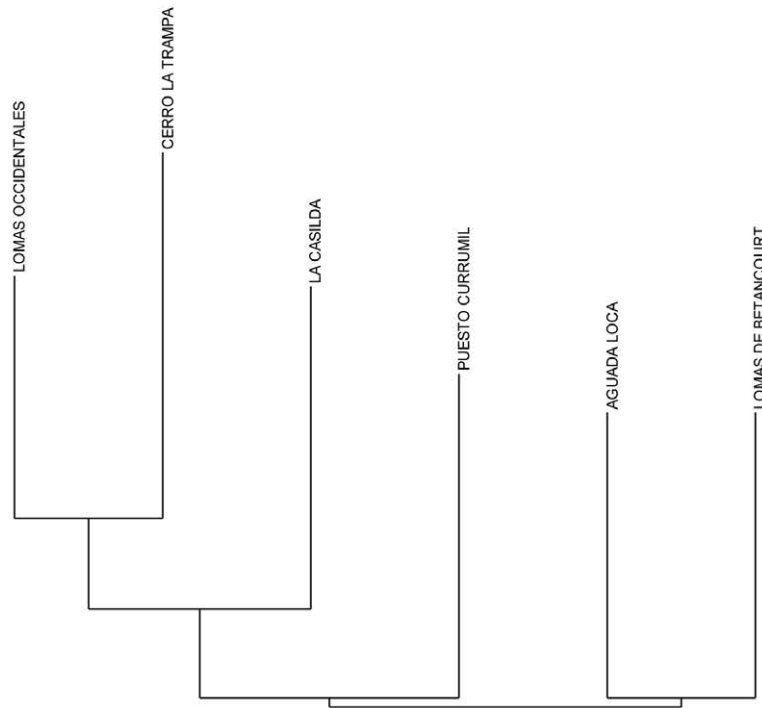 LOMAS OCCIDENTALES
CERRO LA TRAMPA
LA CASILDA
PUESTO CURRUMIL
AGUADA LOCA
LOMAS DE BETANCOURT